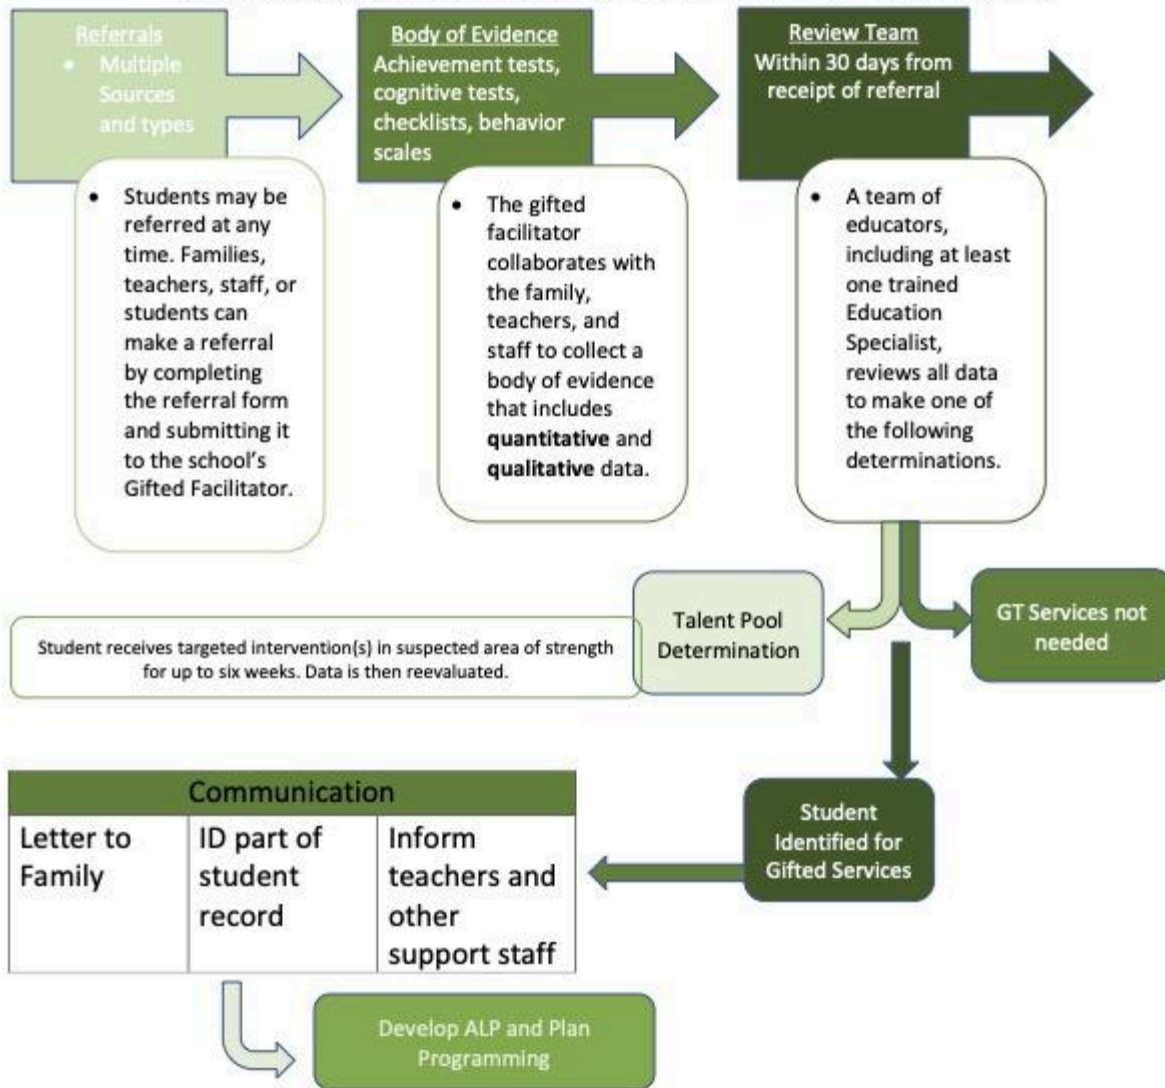 Referrals
• Multiple
Sources
and types
Body of Evidence
Achievement tests,
cognitive tests,
checklists, behavior
scales
Review Team
Within 30 days from
receipt of referral
• Students may be
referred at any
time. Families,
teachers, staff, or
students can
make a referral
by completing
the referral form
and submitting it
to the school's
Gifted Facilitator.
• The gifted
facilitator
collaborates with
the family,
teachers, and
staff to collect a
body of evidence
that includes
quantitative and
qualitative data.
• A team of
educators,
including at least
one trained
Education
Specialist,
reviews all data
to make one of
the following
determinations.
Talent Pool
Determination
GT Services not
needed
Student receives targeted intervention(s) in suspected area of strength
for up to six weeks. Data is then reevaluated.
Student
Identified for
Gifted Services
Communication
Letter to
Family
ID part of
student
record
Inform
teachers and
other
support staff
Develop ALP and Plan
Programming